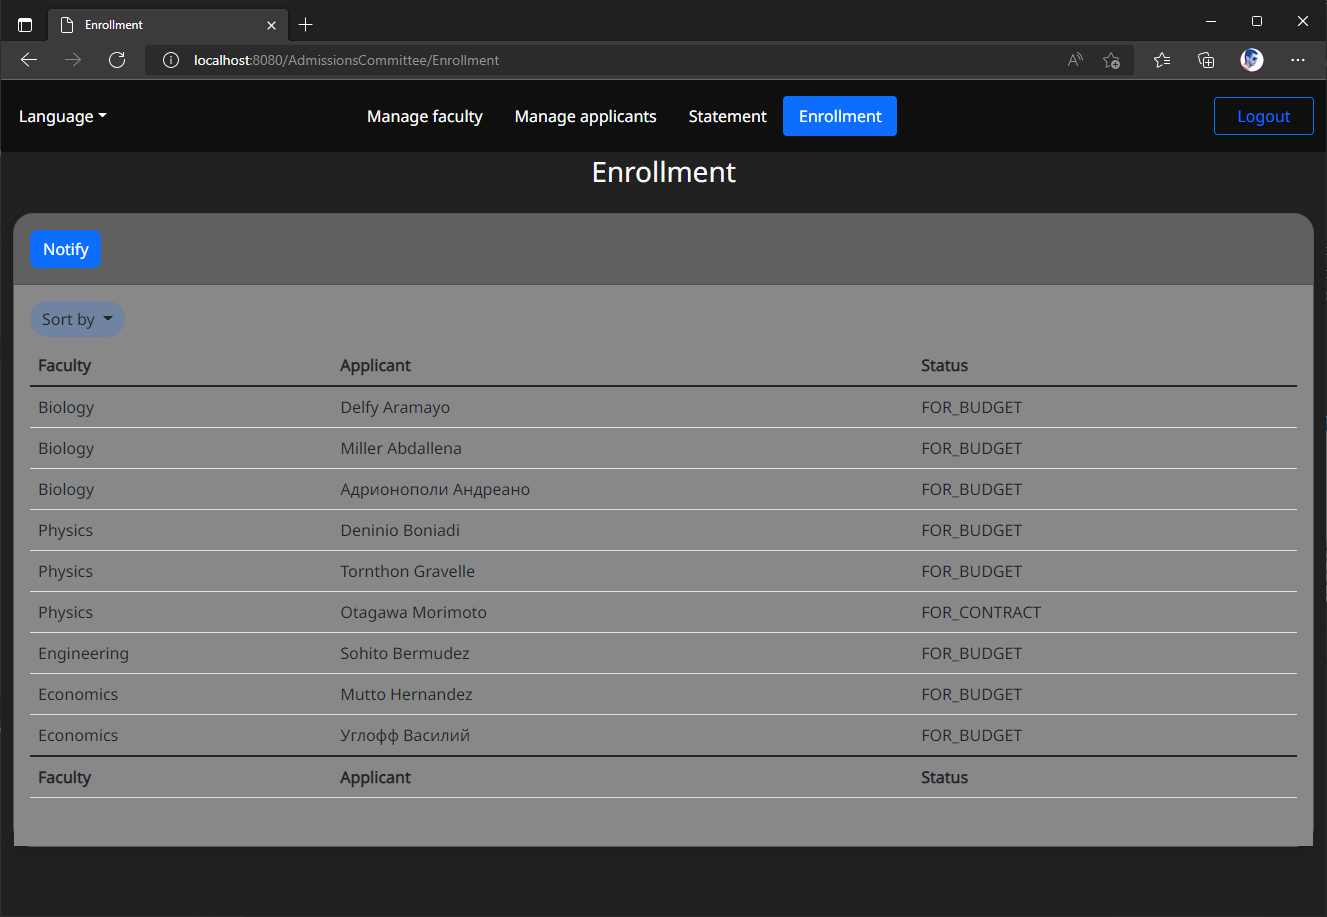 Enrollment
localhost:8080/AdmissionsCommittee/Enrollment
Language Manage faculty Manage applicants Statement Enrollment Logout
Enrollment
Notify
Sort by
Faculty Applicant Status
Biology Delfy Aramayo FOR_BUDGET
Biology Miller Abdallena FOR_BUDGET
Biology Адрионополи Андреано FOR_BUDGET
Physics Deninio Boniadi FOR_BUDGET
Physics Tornthon Gravelle FOR_BUDGET
Physics Otagawa Morimoto FOR_CONTRACT
Engineering Sohito Bermudez FOR_BUDGET
Economics Mutto Hernandez FOR_BUDGET
Economics Углофф Василий FOR_BUDGET
Faculty Applicant Status